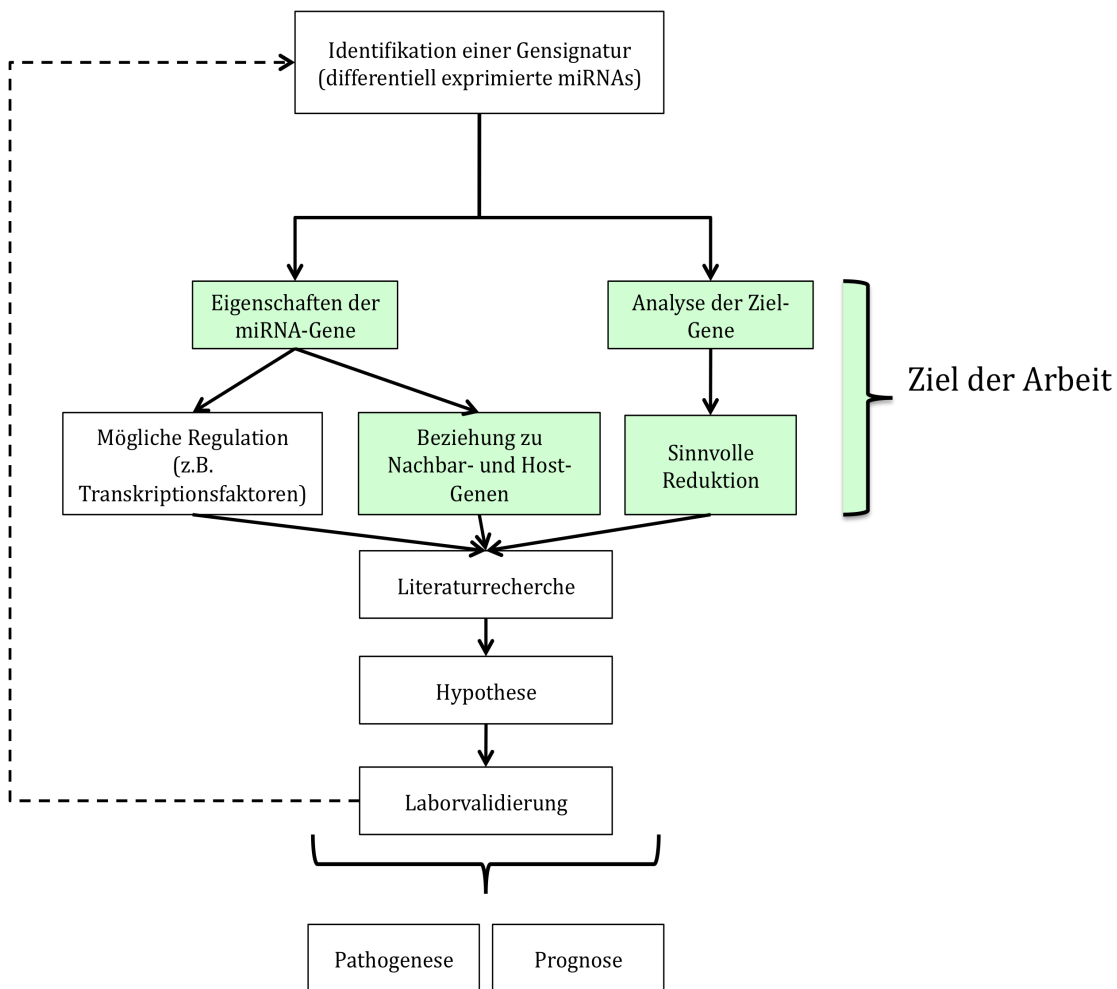 Identifikation einer Gensignatur
(differentiell exprimierte miRNAs)
Eigenschaften der
miRNA-Gene
Analyse der Ziel-
Gene
Ziel der Arbeit
Mögliche Regulation
(z.B.
Transkriptionsfaktoren)
Beziehung zu
Nachbar- und Host-
Genen
Sinnvolle
Reduktion
Literaturrecherche
Hypothese
Laborvalidierung
Pathogenese
Prognose